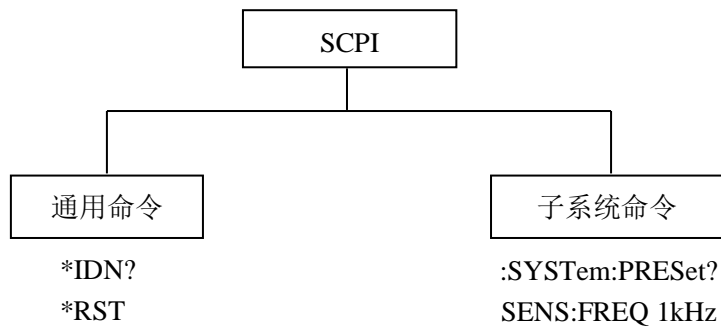 SCPI
通用命令
子系统命令
*IDN?
*RST
:SYSTem:PRESet?
SENS:FREQ 1kHz